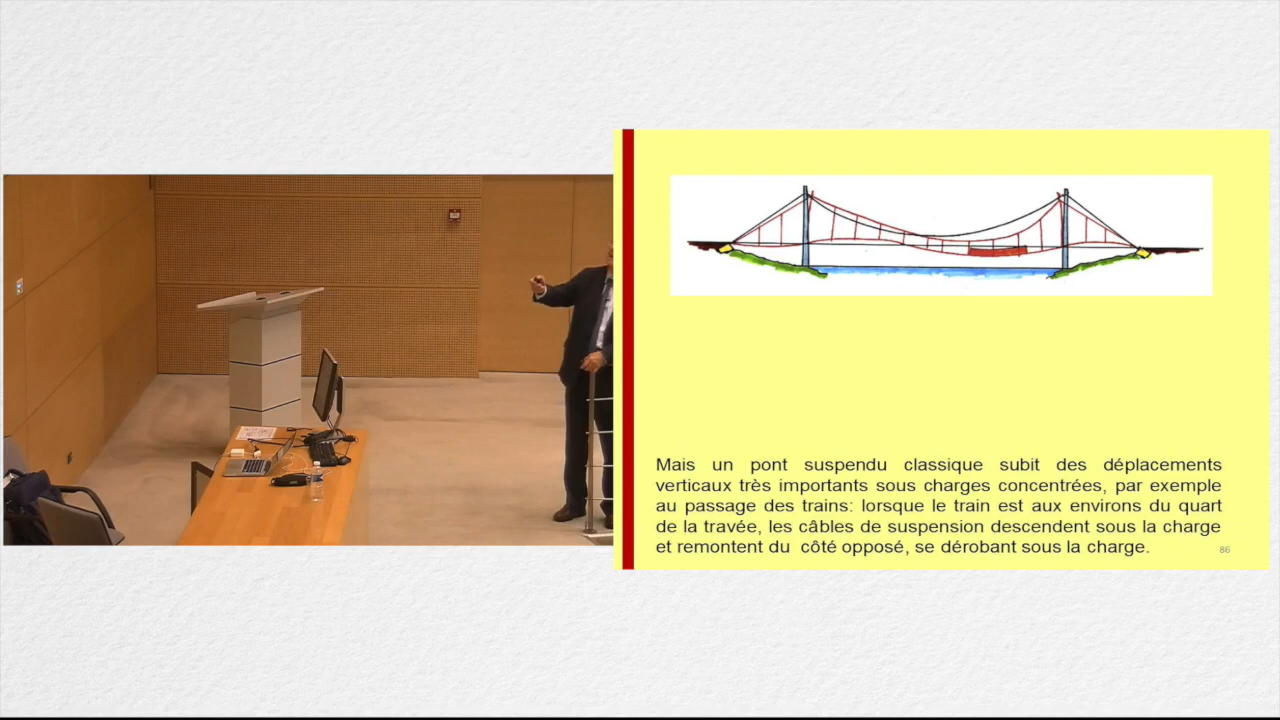 Mais un pont suspendu classique subit des déplacements
verticaux très importants sous charges concentrées, par exemple
au passage des trains: lorsque le train est aux environs du quart
de la travée, les câbles de suspension descendent sous la charge
et remontent du côté opposé, se dérobant sous la charge.
86